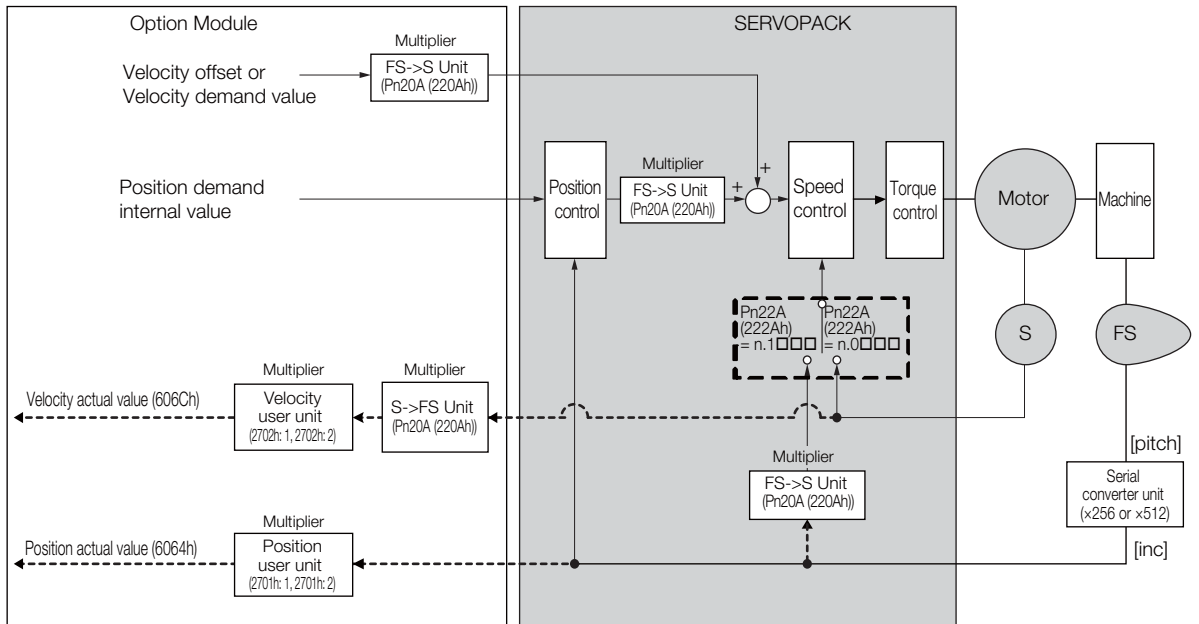 Option Module
SERVOPACK
Multiplier
FS->S Unit
(Pn20A (220Ah))
Velocity offset or
Velocity demand value
Position demand
internal value
Position
control
Multiplier
FS->S Unit
(Pn20A (220Ah))
+
+
Speed
control
Torque
control
Motor
Machine
Pn22A
(222Ah)
= n.1□□□
Pn22A
(222Ah)
= n.0□□□
S
FS
Velocity actual value (606Ch)
Multiplier
Velocity
user unit
(2702h: 1, 2702h: 2)
Multiplier
S->FS Unit
(Pn20A (220Ah))
Multiplier
FS->S Unit
(Pn20A (220Ah))
[pitch]
Serial
converter unit
(×256 or ×512)
[inc]
Position actual value (6064h)
Multiplier
Position
user unit
(2701h: 1, 2701h: 2)